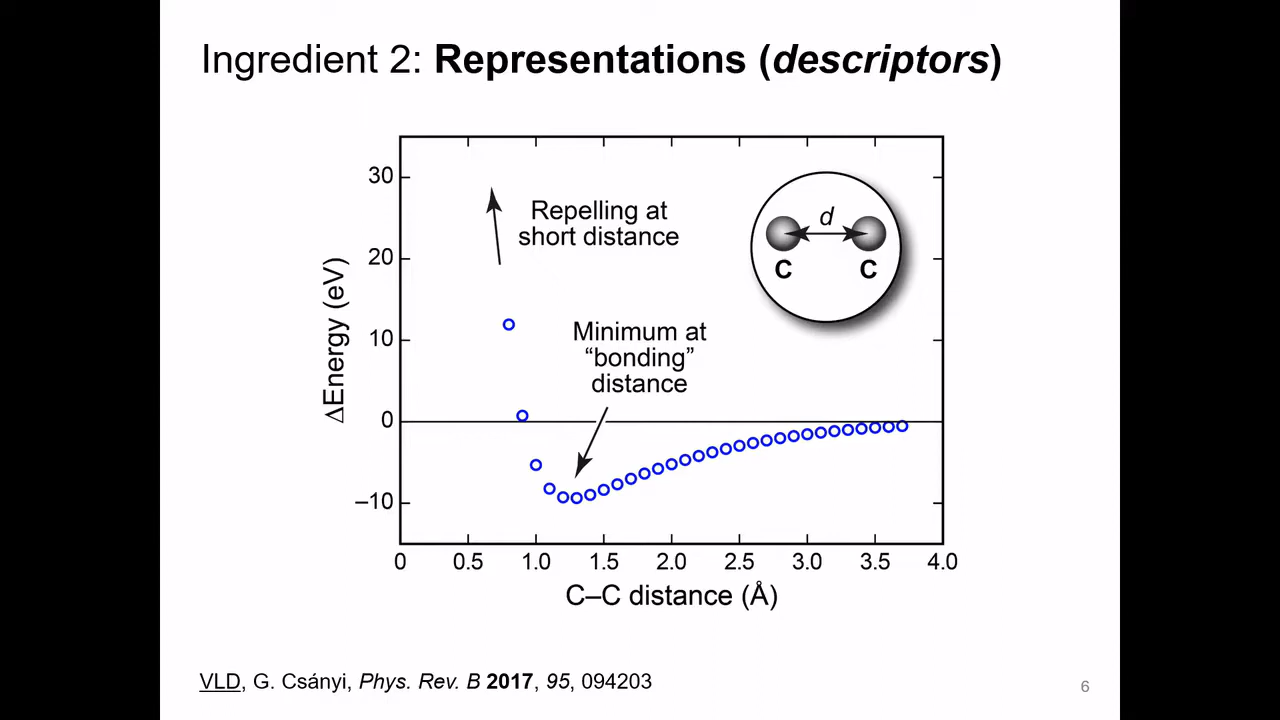 Ingredient 2: Representations (descriptors)
30
20
10
0
–10
ΔEnergy (eV)
Repelling at
short distance
Minimum at
“bonding”
distance
d
C C
0 0.5 1.0 1.5 2.0 2.5 3.0 3.5 4.0
C–C distance (Å)
VLD, G. Csányi, Phys. Rev. B 2017, 95, 094203
6